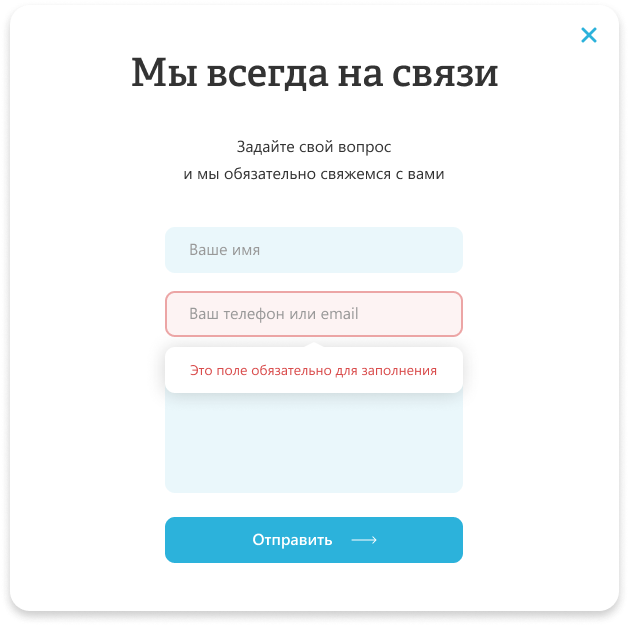 Мы всегда на связи
Задайте свой вопрос
и мы обязательно свяжемся с вами
Ваше имя
Ваш телефон или email
Это поле обязательно для заполнения
Отправить